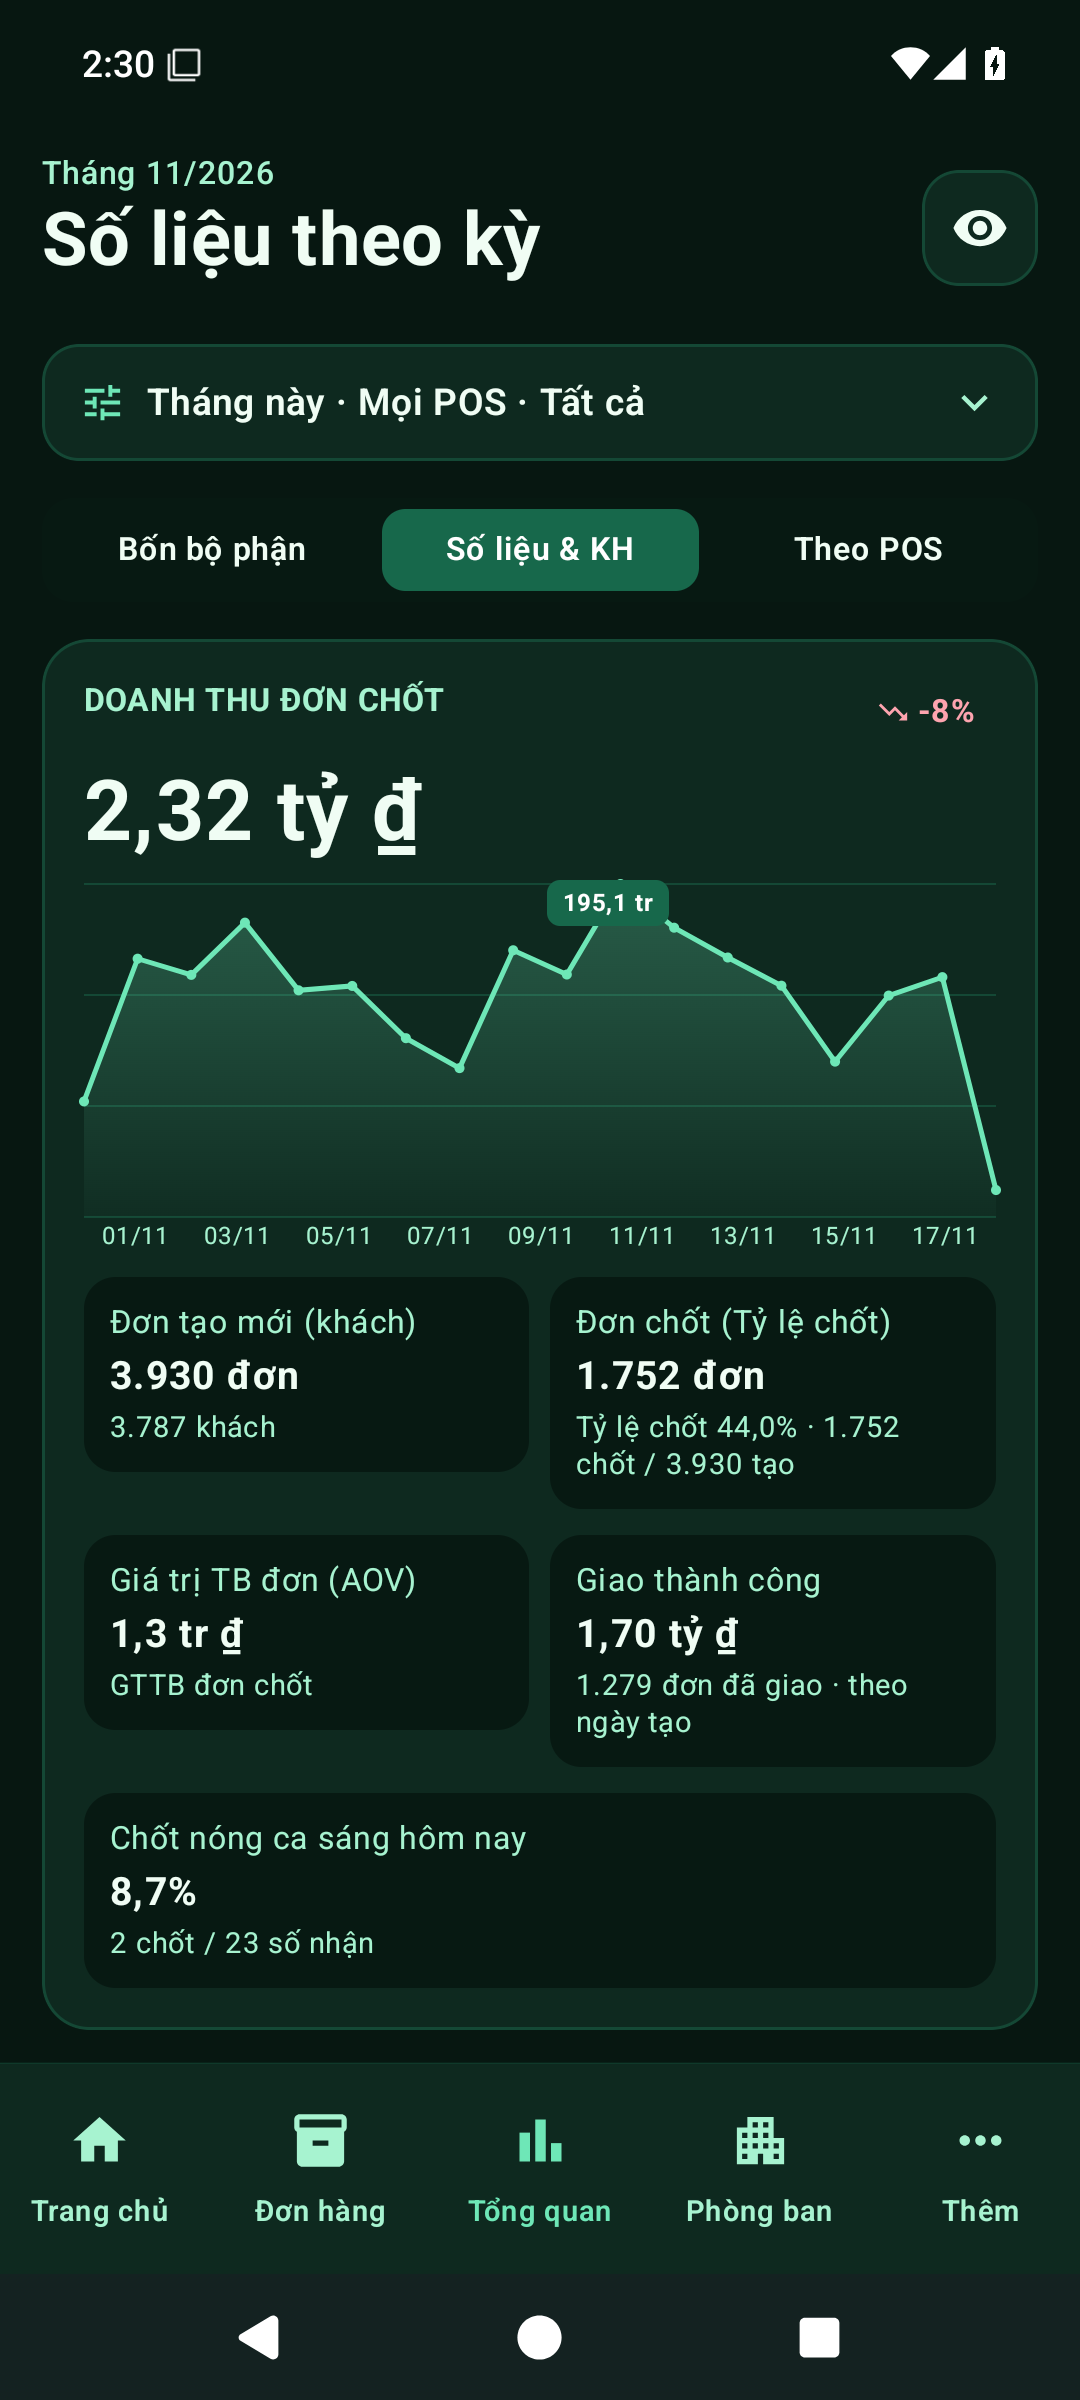 2:30
Tháng 11/2026
Số liệu theo kỳ
Tháng này · Mọi POS · Tất cả
Bốn bộ phận
Số liệu & KH
Theo POS
DOANH THU ĐƠN CHỐT
-8%
2,32 tỷ ₫
195,1 tr
01/11 03/11 05/11 07/11 09/11 11/11 13/11 15/11 17/11
Đơn tạo mới (khách)
3.930 đơn
3.787 khách
Đơn chốt (Tỷ lệ chốt)
1.752 đơn
Tỷ lệ chốt 44,0% · 1.752
chốt / 3.930 tạo
Giá trị TB đơn (AOV)
1,3 tr ₫
GTTB đơn chốt
Giao thành công
1,70 tỷ ₫
1.279 đơn đã giao · theo
ngày tạo
Chốt nóng ca sáng hôm nay
8,7%
2 chốt / 23 số nhận
Trang chủ
Đơn hàng
Tổng quan
Phòng ban
Thêm